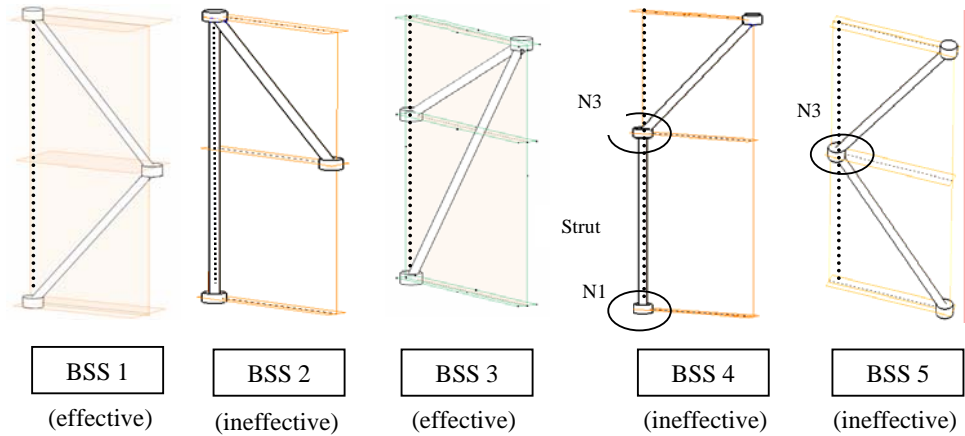 N3
N3
Strut
N1
BSS 1
BSS 2
BSS 3
BSS 4
BSS 5
(effective)
(ineffective)
(effective)
(ineffective)
(ineffective)